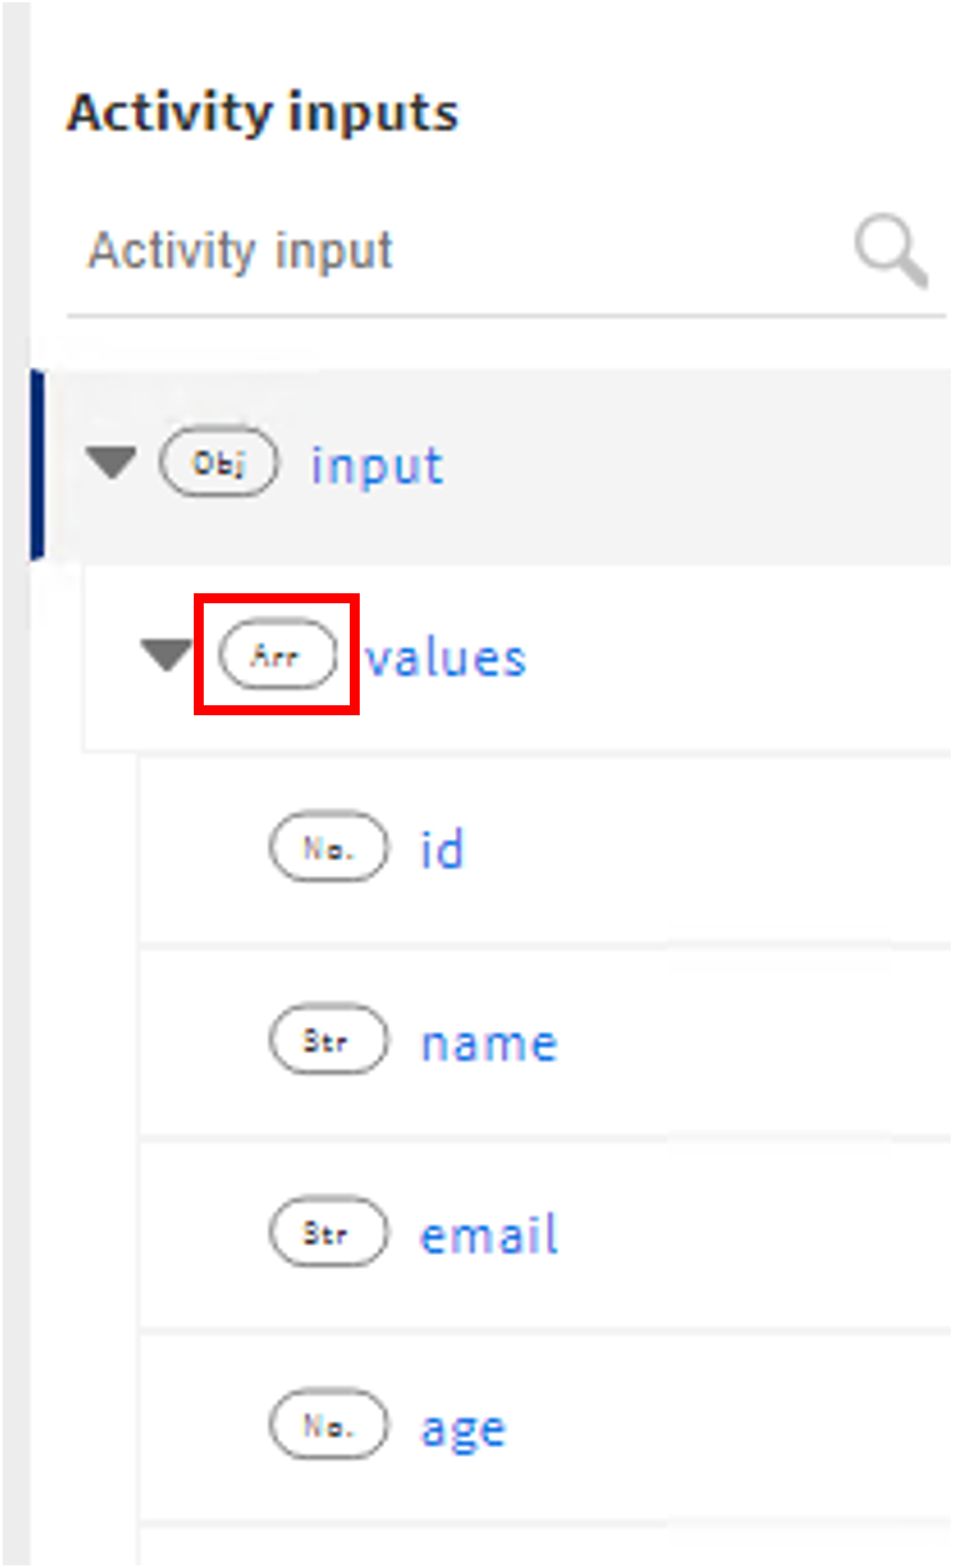 Activity inputs
Activity input
Obj input
Arr values
No. id
Str name
Str email
No. age